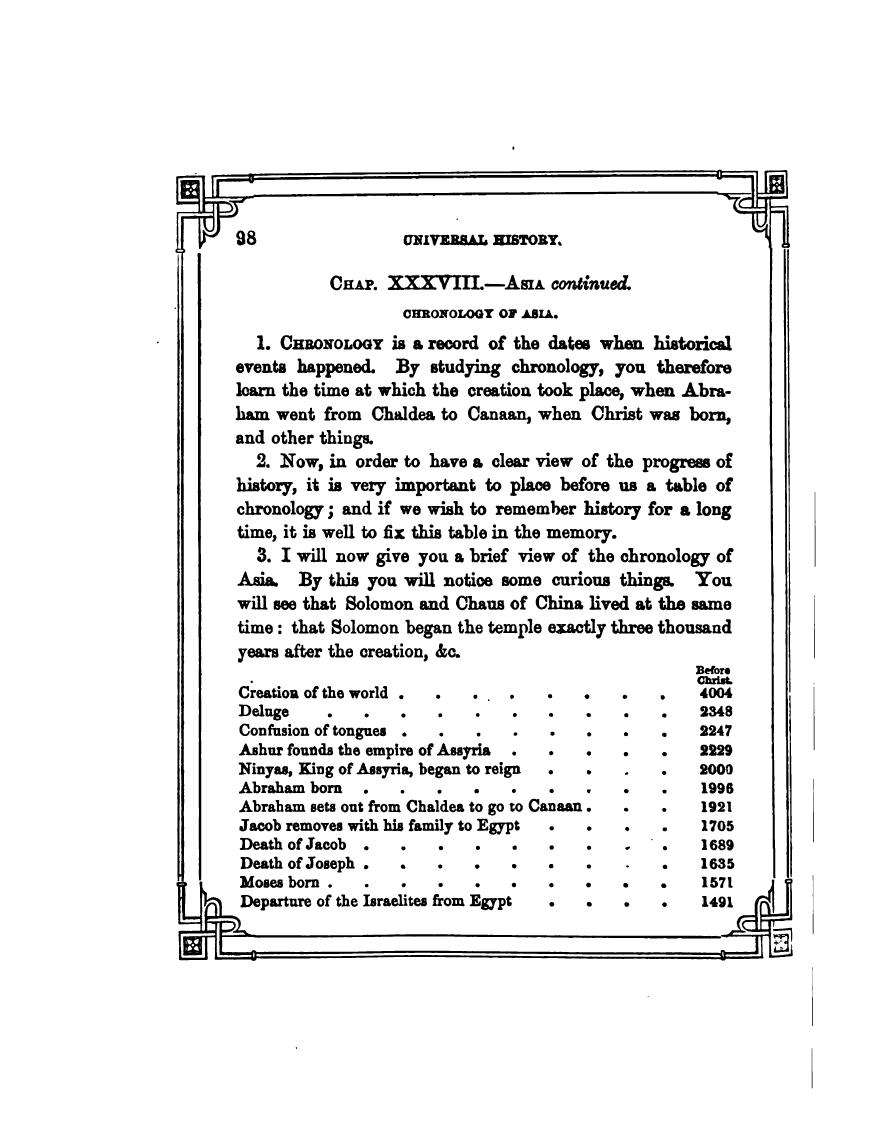 98 UNIVERSAL HISTORY.
CHAP. XXXVIII.—ASIA continued.
CHRONOLOGY OF ASIA.
1. CHRONOLOGY is a record of the dates when historical
events happened. By studying chronology, you therefore
learn the time at which the creation took place, when Abra-
ham went from Chaldea to Canaan, when Christ was born,
and other things.
2. Now, in order to have a clear view of the progress of
history, it is very important to place before us a table of
chronology; and if we wish to remember history for a long
time, it is well to fix this table in the memory.
3. I will now give you a brief view of the chronology of
Asia. By this you will notice some curious things. You
will see that Solomon and Chaus of China lived at the same
time: that Solomon began the temple exactly three thousand
years after the creation, &c.
Before
Christ.
Creation of the world . . . . . . . . 4004
Deluge . . . . . . . . . . 2348
Confusion of tongues . . . . . . . . 2247
Ashur founds the empire of Assyria . . . . . 2229
Ninyas, King of Assyria, began to reign . . . . 2000
Abraham born . . . . . . . . . 1996
Abraham sets out from Chaldea to go to Canaan . . . 1921
Jacob removes with his family to Egypt . . . . 1705
Death of Jacob . . . . . . . . . 1689
Death of Joseph . . . . . . . . . 1635
Moses born . . . . . . . . . . 1571
Departure of the Israelites from Egypt . . . . 1491